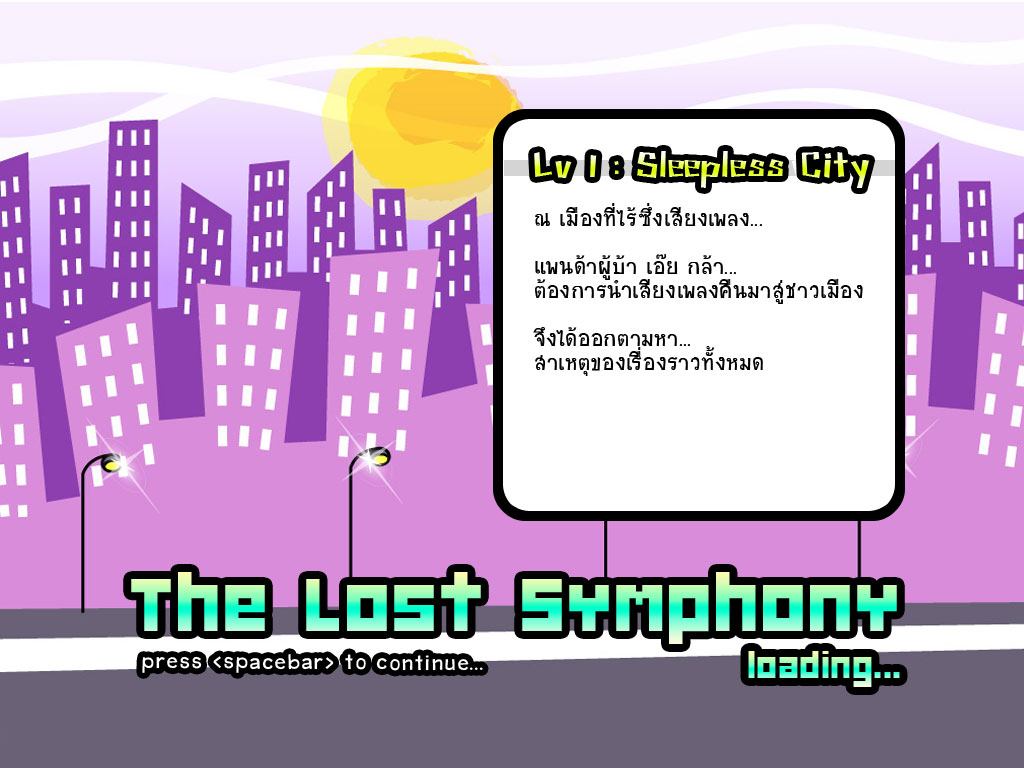 Lv 1 : Sleepless City
ณ เมืองที่ไร้ซึ่งเสียงเพลง...
แพนด้าผู้บ้า เอ๊ย กล้า...
ต้องการนำเสียงเพลงคืนมาสู่ชาวเมือง
จึงได้ออกตามหา...
สาเหตุของเรื่องราวทั้งหมด
The Lost Symphony
press <spacebar> to continue...
loading...